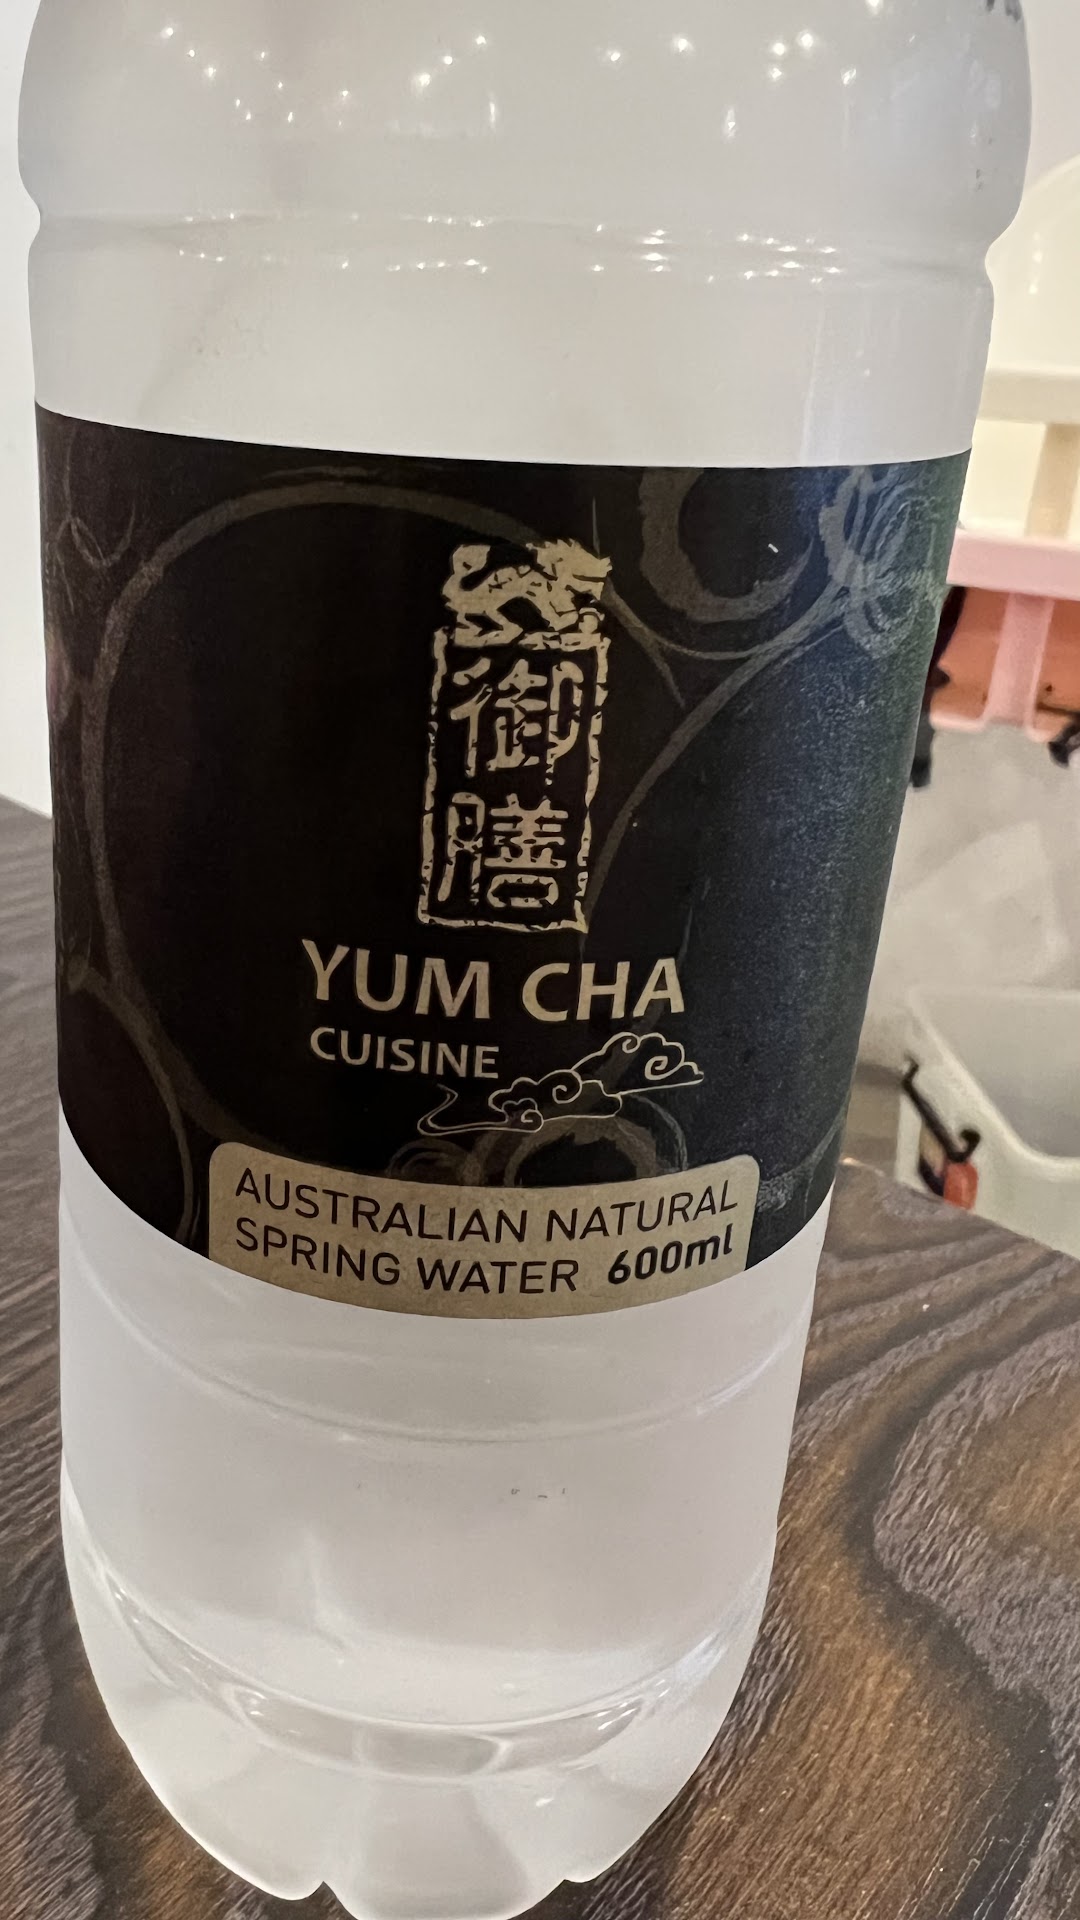 御
膳
YUM CHA
CUISINE
AUSTRALIAN NATURAL
SPRING WATER 600ml